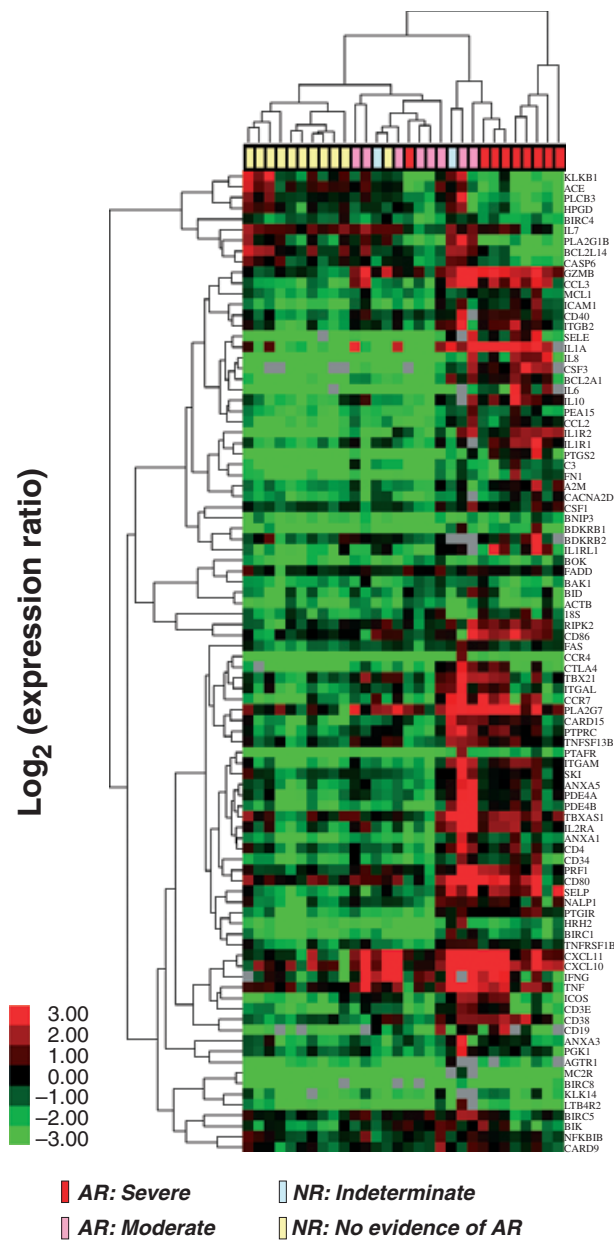 KLKB1
ACE
PLCB3
HPGD
BIRC4
IL7
PLA2G1B
BCL2L14
CASP6
GZMB
CCL3
MCL1
ICAM1
CD40
ITGB2
SELE
IL1A
IL8
CSF3
BCL2A1
IL6
IL10
PEA15
CCL2
IL1R2
IL1R1
PTGS2
C3
FN1
A2M
CACNA2D
CSF1
BNIP3
BDKRB1
BDKRB2
IL1RL1
BOK
FADD
BAK1
BID
ACTB
18S
RIPK2
CD86
FAS
CCR4
CTLA4
TBX21
ITGAL
CCR7
PLA2G7
CARD15
PTPRC
TNFSF13B
PTAFR
ITGAM
SKI
ANXA5
PDE4A
PDE4B
TBXAS1
IL2RA
ANXA1
CD4
CD34
PRF1
CD80
SELP
NALP1
PTGIR
HRH2
BIRC1
TNFRSF1B
CXCL11
CXCL10
IFNG
TNF
ICOS
CD3E
CD38
CD19
ANXA3
PGK1
AGTR1
MC2R
BIRC8
KLK14
LTB4R2
BIRC5
BIK
NFKBIB
CARD9
Log2 (expression ratio)
3.00
2.00
1.00
0.00
–1.00
–2.00
–3.00
AR: Severe
NR: Indeterminate
AR: Moderate
NR: No evidence of AR